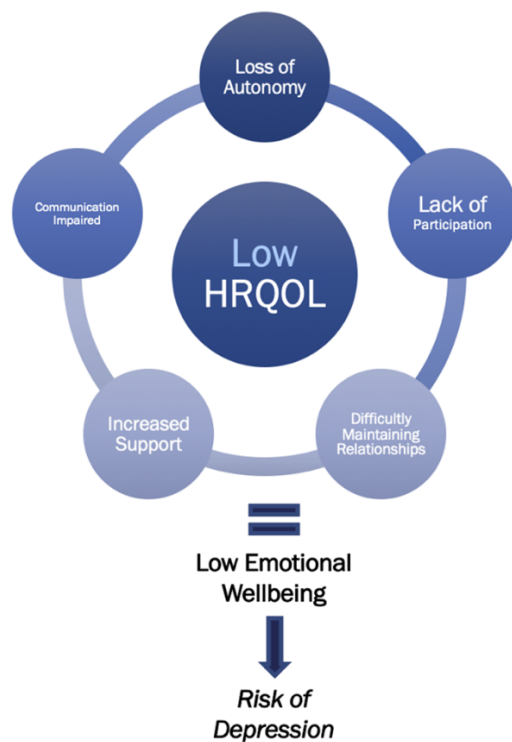 Loss of
Autonomy
Communication
Impaired
Lack of
Participation
Low
HRQOL
Increased
Support
Difficultly
Maintaining
Relationships
Low Emotional
Wellbeing
Risk of
Depression